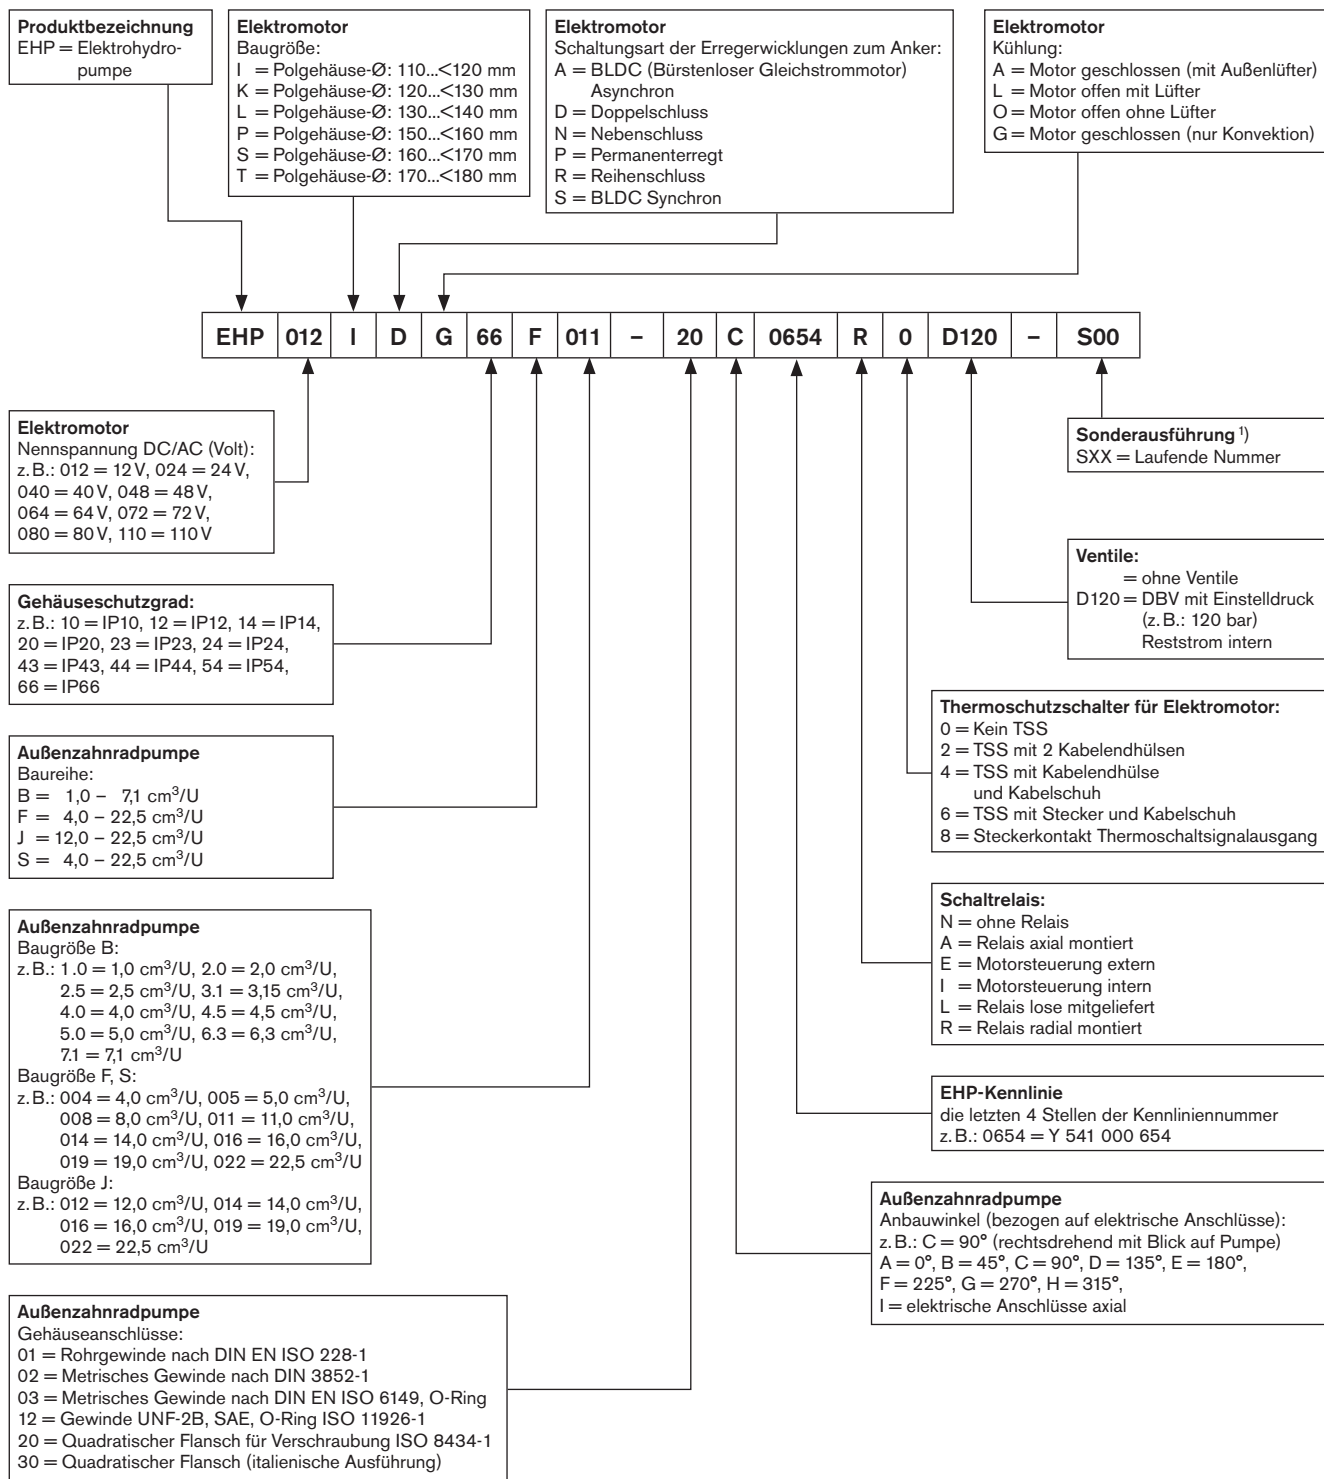 Produktbezeichnung
EHP = Elektrohydro-
pumpe
Elektromotor
Baugröße:
I = Polgehäuse-Ø: 110...<120 mm
K = Polgehäuse-Ø: 120...<130 mm
L = Polgehäuse-Ø: 130...<140 mm
P = Polgehäuse-Ø: 150...<160 mm
S = Polgehäuse-Ø: 160...<170 mm
T = Polgehäuse-Ø: 170...<180 mm
Elektromotor
Schaltungsart der Erregerwicklungen zum Anker:
A = BLDC (Bürstenloser Gleichstrommotor)
Asynchron
D = Doppelschluss
N = Nebenschluss
P = Permanenterregt
R = Reihenschluss
S = BLDC Synchron
Elektromotor
Kühlung:
A = Motor geschlossen (mit Außenlüfter)
L = Motor offen mit Lüfter
O = Motor offen ohne Lüfter
G = Motor geschlossen (nur Konvektion)
EHP 012 I D G 66 F 011 – 20 C 0654 R 0 D120 – S00
Elektromotor
Nennspannung DC/AC (Volt):
z. B.: 012 = 12 V, 024 = 24 V,
040 = 40 V, 048 = 48 V,
064 = 64 V, 072 = 72 V,
080 = 80 V, 110 = 110 V
Gehäuseschutzgrad:
z. B.: 10 = IP10, 12 = IP12, 14 = IP14,
20 = IP20, 23 = IP23, 24 = IP24,
43 = IP43, 44 = IP44, 54 = IP54,
66 = IP66
Außenzahnradpumpe
Baureihe:
B = 1,0 – 7,1 cm³/U
F = 4,0 – 22,5 cm³/U
J = 12,0 – 22,5 cm³/U
S = 4,0 – 22,5 cm³/U
Außenzahnradpumpe
Baugröße B:
z. B.: 1.0 = 1,0 cm³/U, 2.0 = 2,0 cm³/U,
2.5 = 2,5 cm³/U, 3.1 = 3,15 cm³/U,
4.0 = 4,0 cm³/U, 4.5 = 4,5 cm³/U,
5.0 = 5,0 cm³/U, 6.3 = 6,3 cm³/U,
7.1 = 7,1 cm³/U
Baugröße F, S:
z. B.: 004 = 4,0 cm³/U, 005 = 5,0 cm³/U,
008 = 8,0 cm³/U, 011 = 11,0 cm³/U,
014 = 14,0 cm³/U, 016 = 16,0 cm³/U,
019 = 19,0 cm³/U, 022 = 22,5 cm³/U
Baugröße J:
z. B.: 012 = 12,0 cm³/U, 014 = 14,0 cm³/U,
016 = 16,0 cm³/U, 019 = 19,0 cm³/U,
022 = 22,5 cm³/U
Außenzahnradpumpe
Gehäuseanschlüsse:
01 = Rohrgewinde nach DIN EN ISO 228-1
02 = Metrisches Gewinde nach DIN 3852-1
03 = Metrisches Gewinde nach DIN EN ISO 6149, O-Ring
12 = Gewinde UNF-2B, SAE, O-Ring ISO 11926-1
20 = Quadratischer Flansch für Verschraubung ISO 8434-1
30 = Quadratischer Flansch (italienische Ausführung)
Sonderausführung ¹)
SXX = Laufende Nummer
Ventile:
= ohne Ventile
D120 = DBV mit Einstelldruck
(z. B.: 120 bar)
Reststrom intern
Thermoschutzschalter für Elektromotor:
0 = Kein TSS
2 = TSS mit 2 Kabelendhülsen
4 = TSS mit Kabelendhülse
und Kabelschuh
6 = TSS mit Stecker und Kabelschuh
8 = Steckerkontakt Thermoschaltsignalausgang
Schaltrelais:
N = ohne Relais
A = Relais axial montiert
E = Motorsteuerung extern
I = Motorsteuerung intern
L = Relais lose mitgeliefert
R = Relais radial montiert
EHP-Kennlinie
die letzten 4 Stellen der Kennliniennummer
z. B.: 0654 = Y 541 000 654
Außenzahnradpumpe
Anbauwinkel (bezogen auf elektrische Anschlüsse):
z. B.: C = 90° (rechtsdrehend mit Blick auf Pumpe)
A = 0°, B = 45°, C = 90°, D = 135°, E = 180°,
F = 225°, G = 270°, H = 315°,
I = elektrische Anschlüsse axial